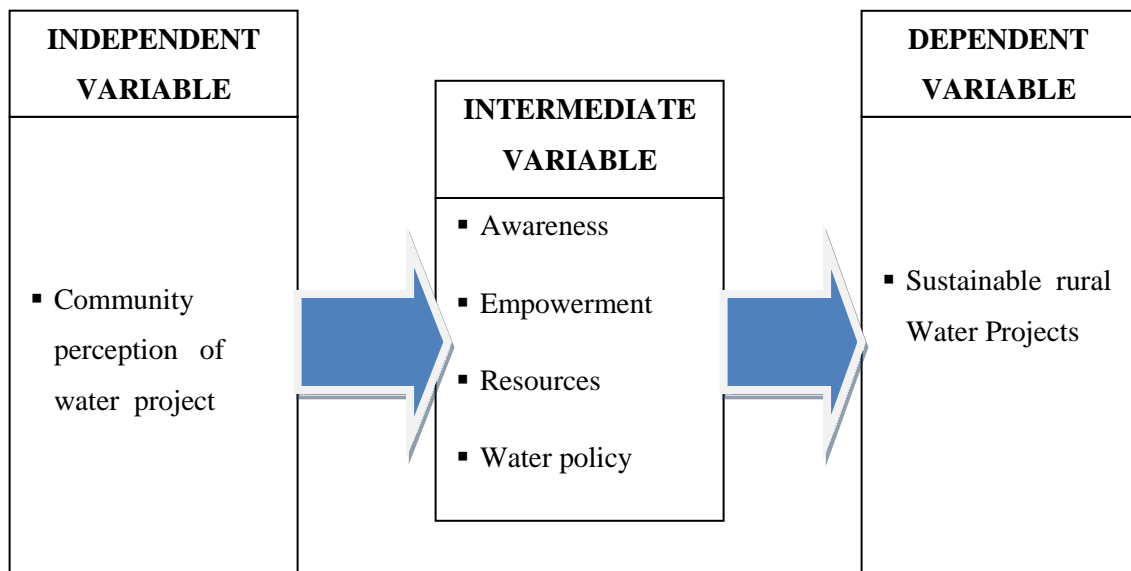 INDEPENDENT
VARIABLE
▪ Community
perception of
water project
INTERMEDIATE
VARIABLE
▪ Awareness
▪ Empowerment
▪ Resources
▪ Water policy
DEPENDENT
VARIABLE
▪ Sustainable rural
Water Projects